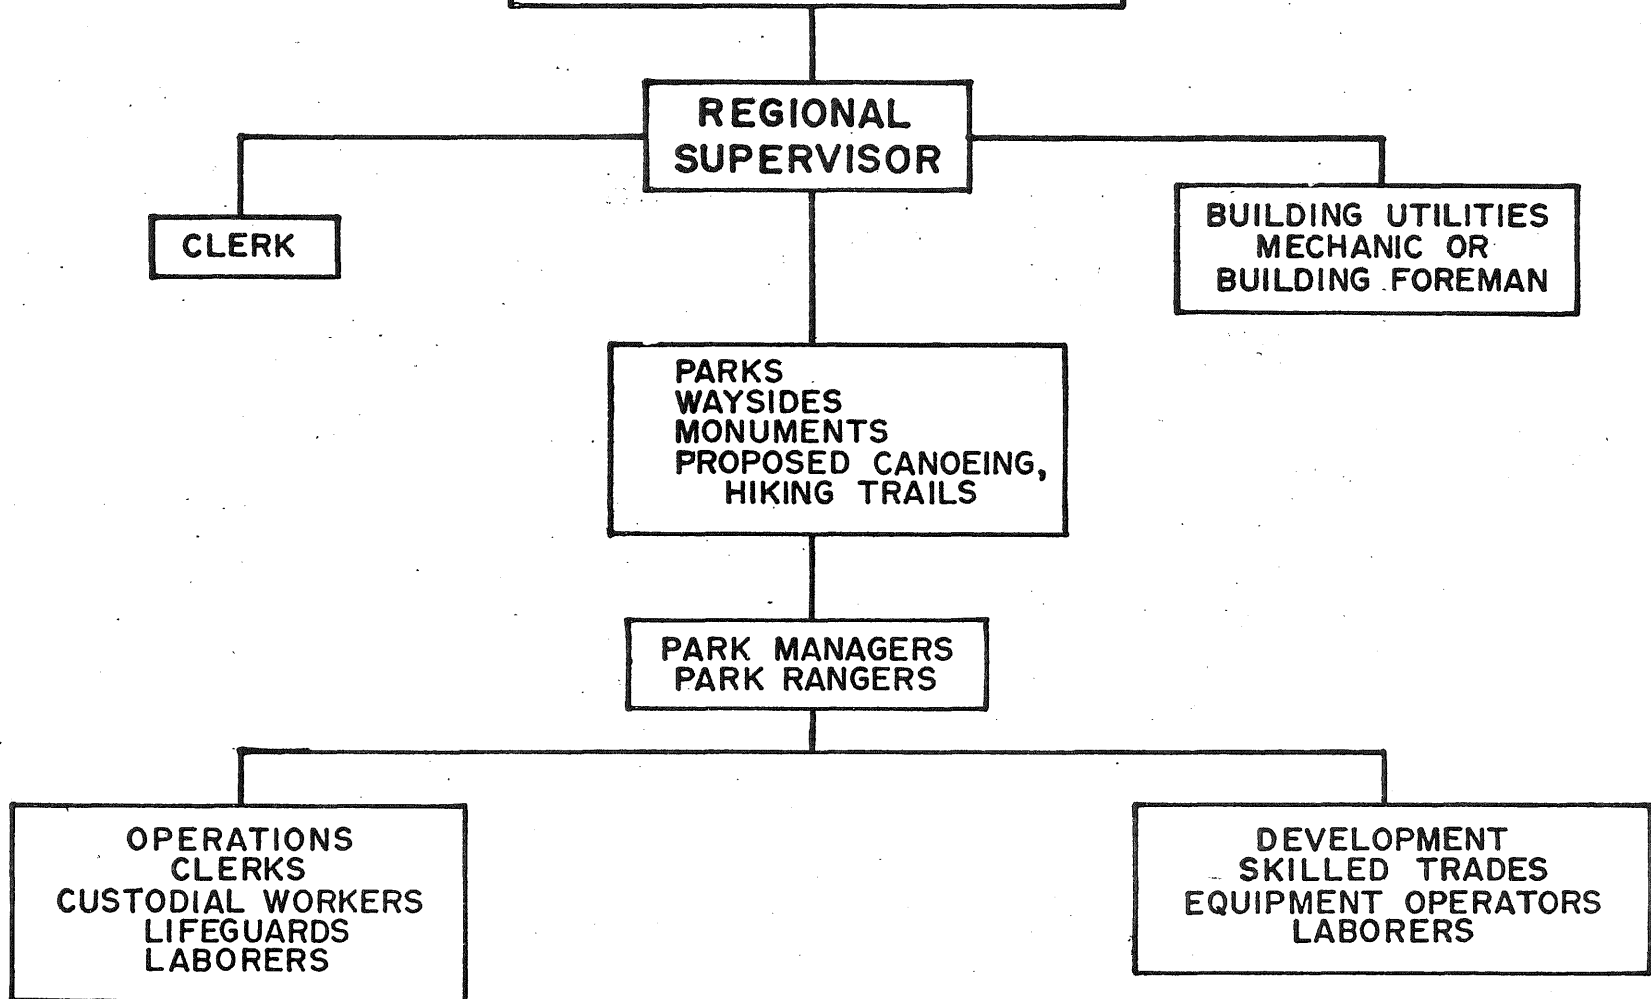 REGIONAL
SUPERVISOR
CLERK
BUILDING UTILITIES
MECHANIC OR
BUILDING FOREMAN
PARKS
WAYSIDES
MONUMENTS
PROPOSED CANOEING,
HIKING TRAILS
PARK MANAGERS
PARK RANGERS
OPERATIONS
CLERKS
CUSTODIAL WORKERS
LIFEGUARDS
LABORERS
DEVELOPMENT
SKILLED TRADES
EQUIPMENT OPERATORS
LABORERS